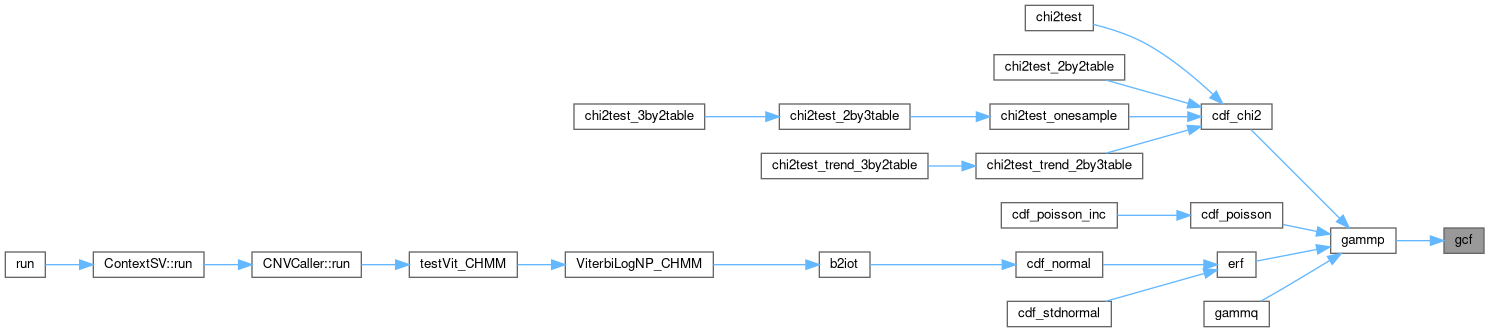 chi2test
chi2test_2by2table
chi2test_3by2table
chi2test_2by3table
chi2test_onesample
cdf_chi2
chi2test_trend_3by2table
chi2test_trend_2by3table
cdf_poisson_inc
cdf_poisson
gammp
gcf
run
ContextSV::run
CNVCaller::run
testVit_CHMM
ViterbiLogNP_CHMM
b2iot
cdf_normal
erf
cdf_stdnormal
gammq